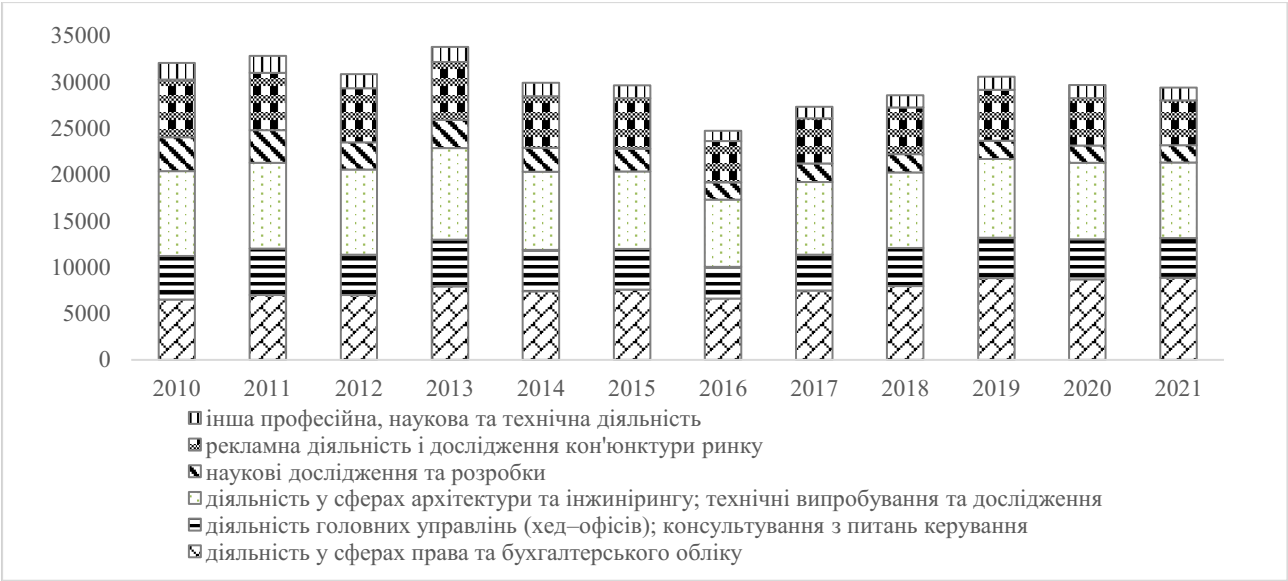 35000
30000
25000
20000
15000
10000
5000
0
2010 2011 2012 2013 2014 2015 2016 2017 2018 2019 2020 2021
інша професійна, наукова та технічна діяльність
рекламна діяльність і дослідження кон'юнктури ринку
наукові дослідження та розробки
діяльність у сферах архітектури та інжинірингу; технічні випробування та дослідження
діяльність головних управлінь (хед–офісів); консультування з питань керування
діяльність у сферах права та бухгалтерського обліку